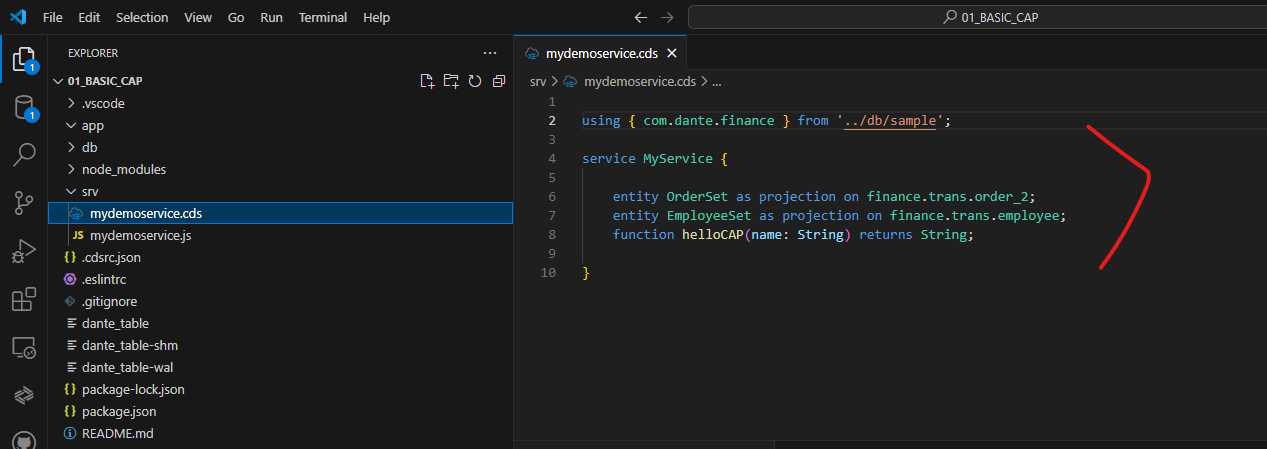 File Edit Selection View Go Run Terminal Help
01_BASIC_CAP
EXPLORER
01_BASIC_CAP
.vscode
app
db
node_modules
srv
mydemoservice.cds
JS mydemoservice.js
{} .cdsrc.json
.eslintrc
.gitignore
dante_table
dante_table-shm
dante_table-wal
{} package-lock.json
{} package.json
README.md
1
1
mydemoservice.cds
srv > mydemoservice.cds > ...
1
2 using { com.dante.finance } from '../db/sample';
3
4 service MyService {
5
6 entity OrderSet as projection on finance.trans.order_2;
7 entity EmployeeSet as projection on finance.trans.employee;
8 function helloCAP(name: String) returns String;
9
10 }